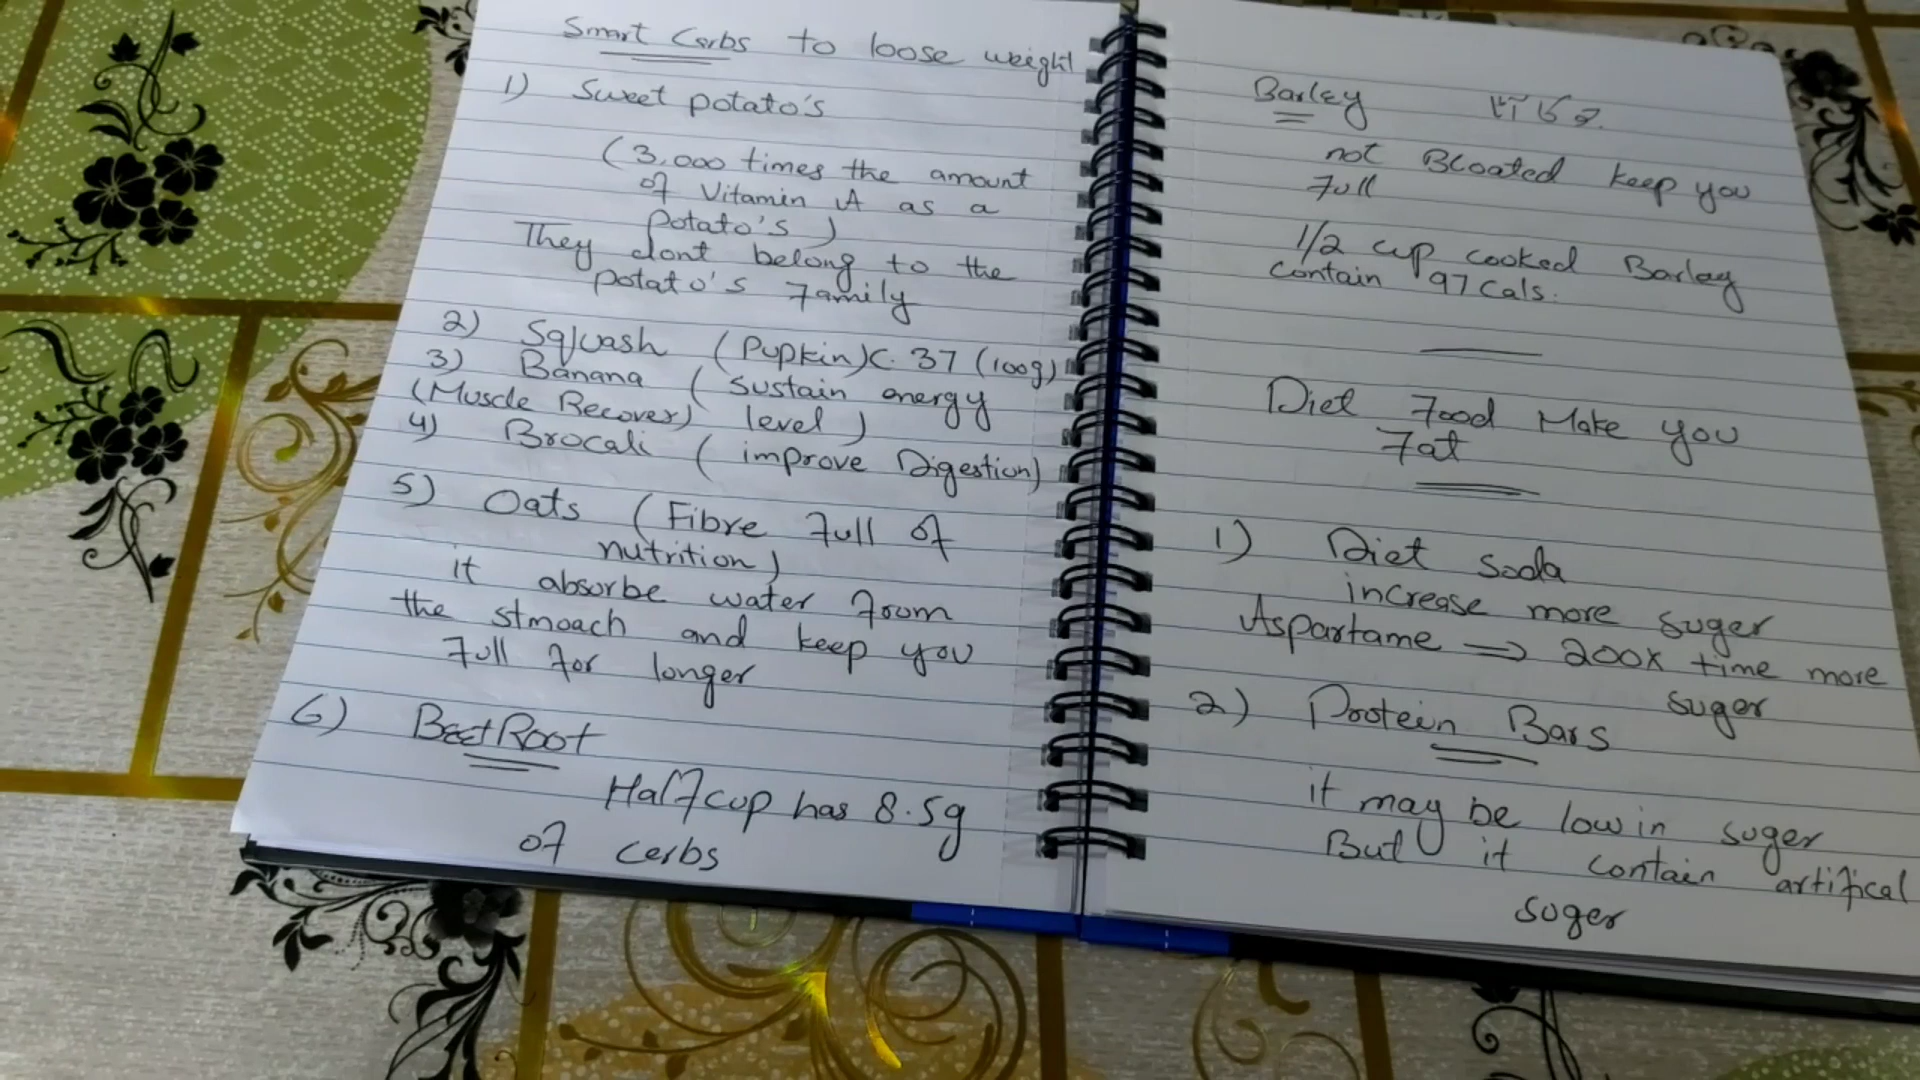 Smart Cerbs to loose weight
1) Sweet potato's
(3,000 times the amount
of Vitamin A as a
potato's)
They dont belong to the
potato's Family
2) Sqluash (Pupkin) C. 37 (100g)
3) Banana (Sustain energy
(Muscle Recover) level)
4) Brocali (improve Digestion)
5) Oats (Fibre Full of
nutrition)
it absorbe water From
the stmoach and keep you
Full For longer
6) BeetRoot
Half cup has 8.5g
of cerbs
Barley
not Bloated keep you
Full
1/2 cup cooked Barley
contain 97 Cals.
Diet Food Make you
Fat
1) Diet soda
increase more suger
Aspartame ⇒ 200x time more
suger
2) Protein Bars
it may be low in suger
But it contain artifical
suger